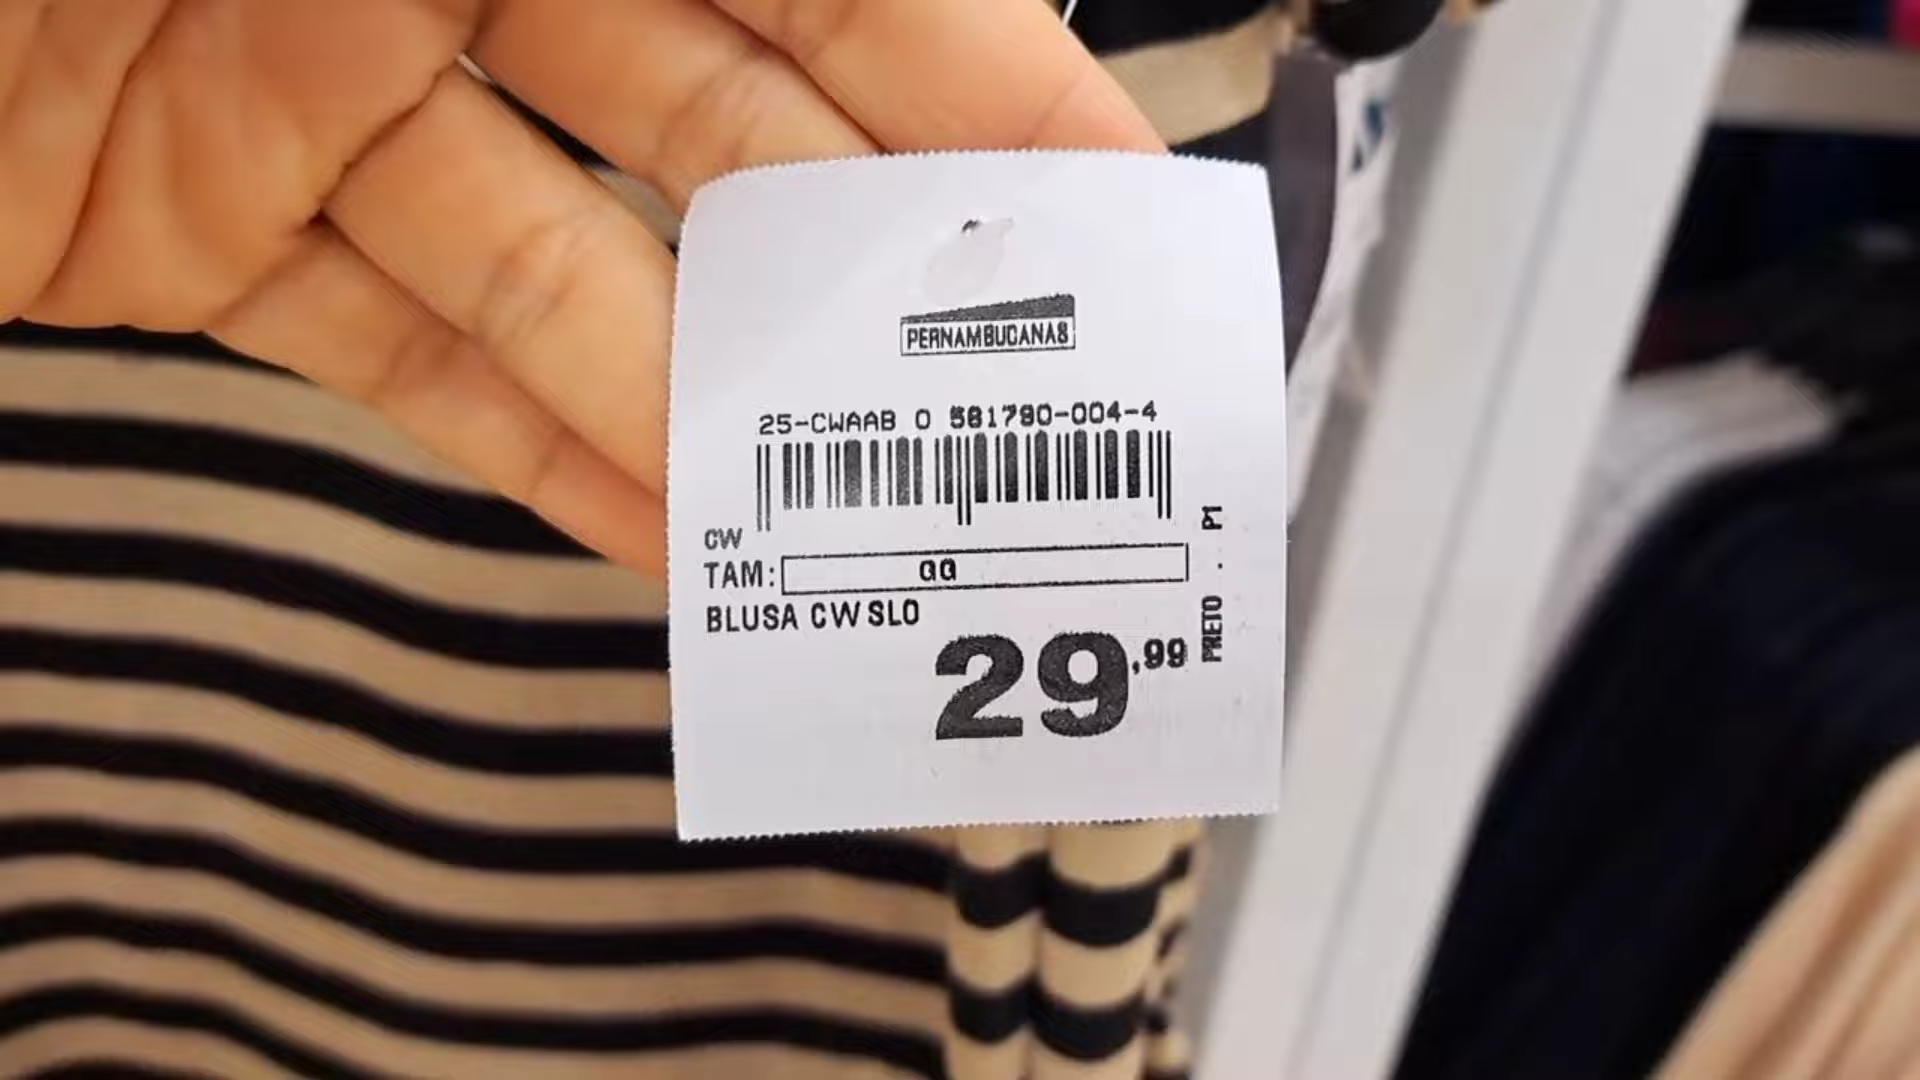 PERNAMBUCANAS
25-CWAAB 0 581790-004-4
CW
TAM: GG
BLUSA CW SLO
29,99
PRETO . P1